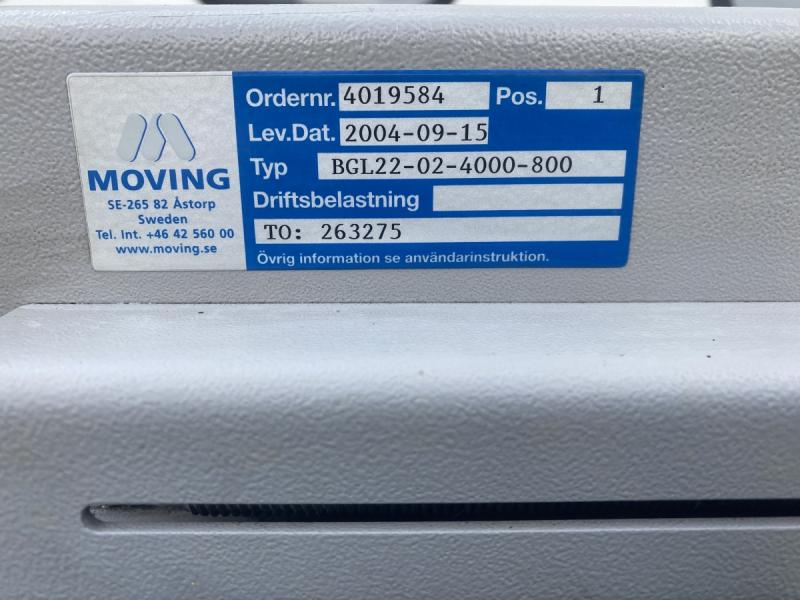 MOVING
SE-265 82 Åstorp
Sweden
Tel. Int. +46 42 560 00
www.moving.se
Ordernr. 4019584 Pos. 1
Lev.Dat. 2004-09-15
Typ BGL22-02-4000-800
Driftsbelastning
TO: 263275
Övrig information se användarinstruktion.